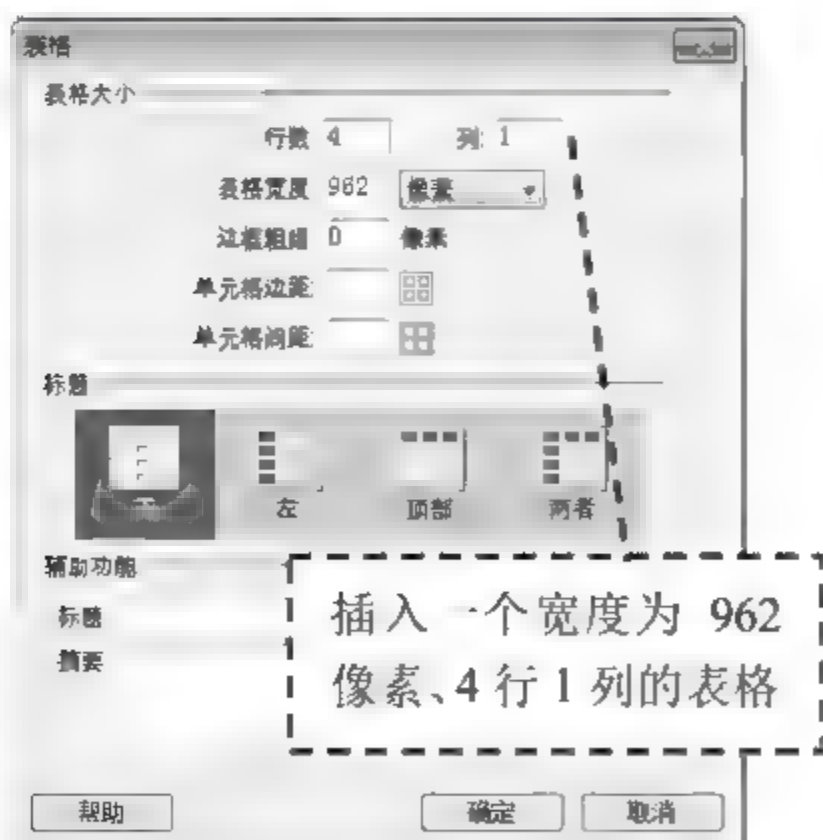 表格
表格大小
行数 4 列: 1
表格宽度 962 像素
边框粗细 0 像素
单元格边距:
单元格间距:
标题
左 顶部 两者
辅助功能
标题
摘要
插入一个宽度为 962
像素、4 行 1 列的表格
帮助 确定 取消